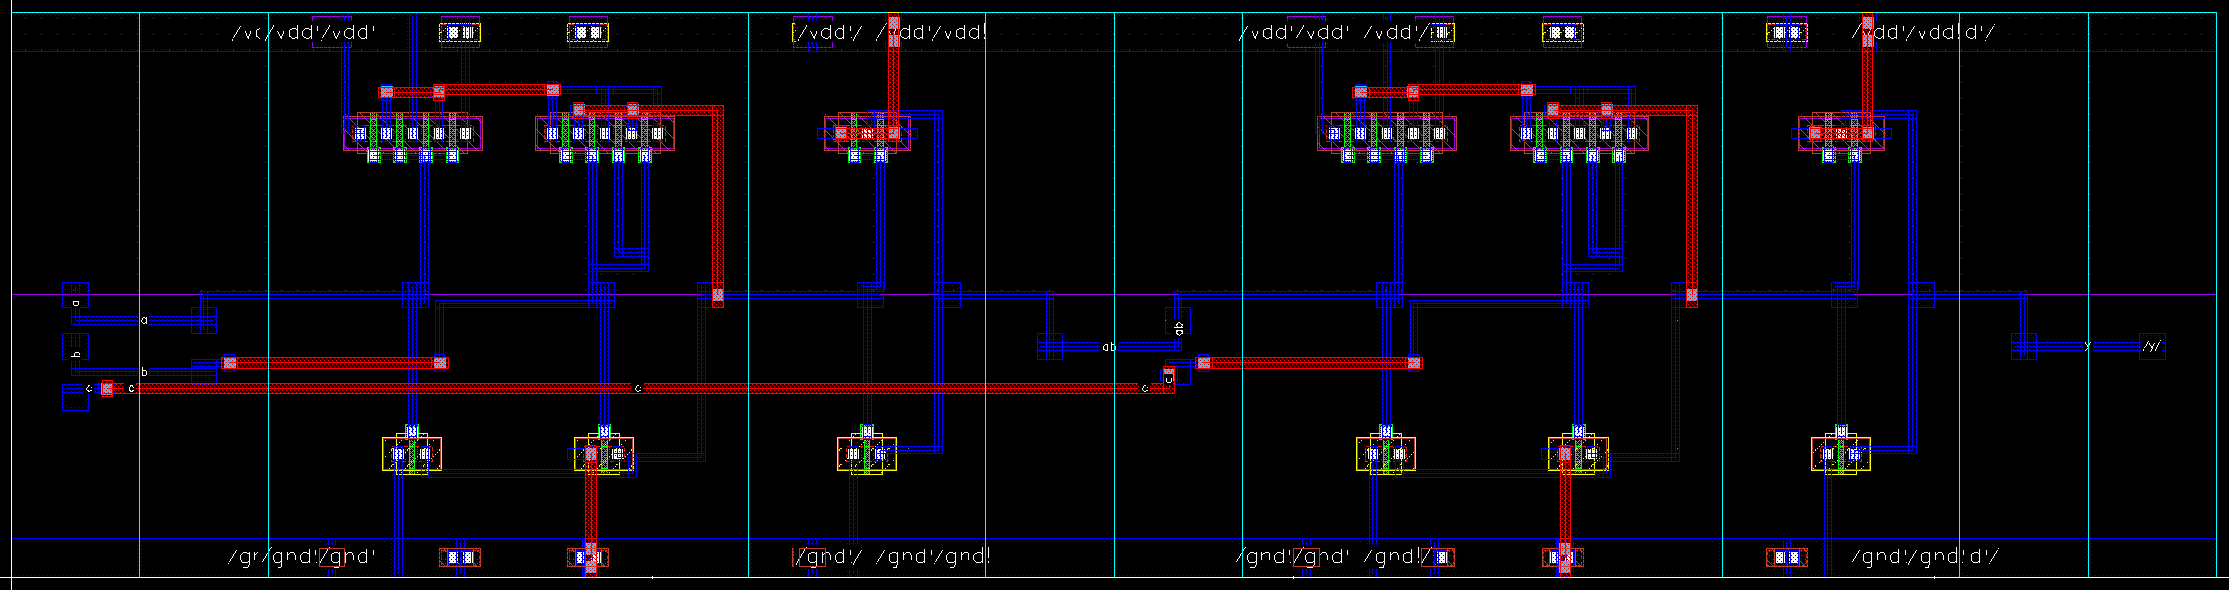 /vc/vdd'/vdd' /vdd'/ /vdd'/vdd! /vdd'/vdd' /vdd'/ /vdd'/vdd!d'/
a
a
b
b
c c c c c
ab
ab
y /y/
/gr/gnd'/gnd' /gnd'/ /gnd'/gnd! /gnd'/gnd' /gnd!/ /gnd'/gnd'd'/